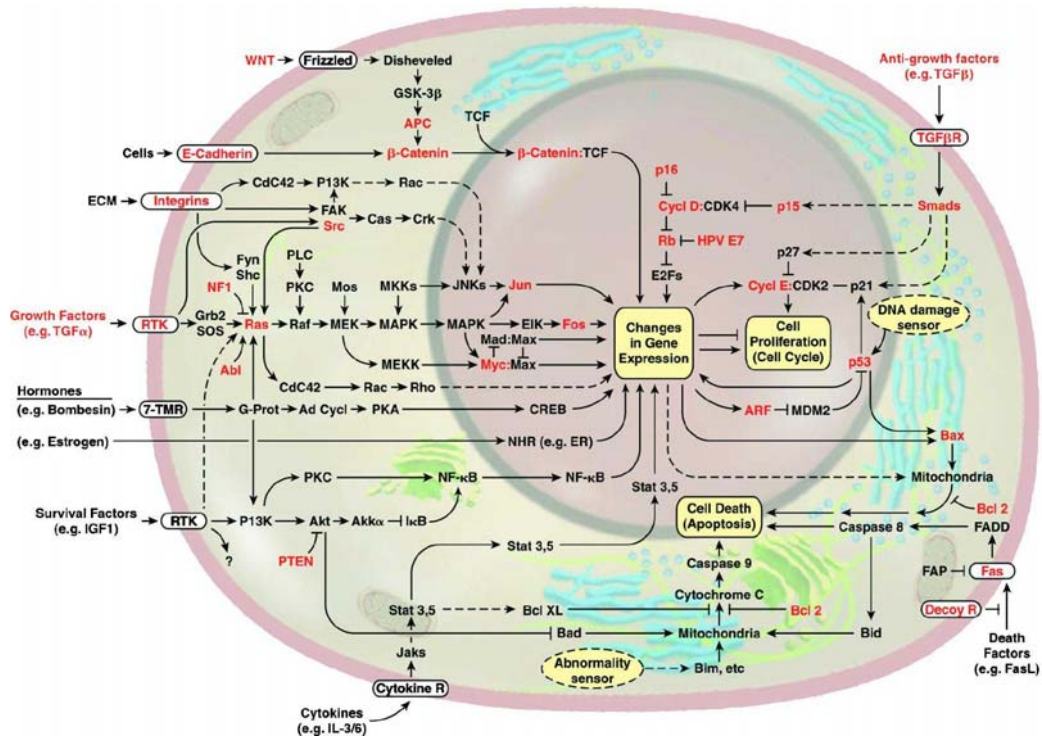 WNT
Frizzled
Disheveled
GSK-3β
APC
TCF
Cells
E-Cadherin
β-Catenin
β-Catenin:TCF
Anti-growth factors
(e.g. TGFβ)
TGFβR
Smads
ECM
Integrins
CdC42
P13K
Rac
FAK
Src
Cas
Crk
p16
Cycl D:CDK4
p15
Rb
HPV E7
E2Fs
p27
Cycl E:CDK2
p21
Fyn
Shc
PLC
NF1
PKC
Mos
MKKs
JNKs
Jun
Growth Factors
(e.g. TGFα)
RTK
Grb2
SOS
Ras
Raf
MEK
MAPK
MAPK
ElK
Fos
Mad:Max
MEKK
Myc:Max
Abl
CdC42
Rac
Rho
Changes
in Gene
Expression
Cell
Proliferation
(Cell Cycle)
DNA damage
sensor
p53
Hormones
(e.g. Bombesin)
7-TMR
G-Prot
Ad Cycl
PKA
CREB
ARF
MDM2
(e.g. Estrogen)
NHR (e.g. ER)
Bax
PKC
NF-κB
NF-κB
Stat 3,5
Mitochondria
Survival Factors
(e.g. IGF1)
RTK
P13K
Akt
Akkα
IκB
Cell Death
(Apoptosis)
Bcl 2
Caspase 8
FADD
?
PTEN
Stat 3,5
Caspase 9
FAP
Fas
Cytochrome C
Stat 3,5
Bcl XL
Bcl 2
Decoy R
Bad
Mitochondria
Bid
Death
Factors
(e.g. FasL)
Jaks
Abnormality
sensor
Bim, etc
Cytokine R
Cytokines
(e.g. IL-3/6)